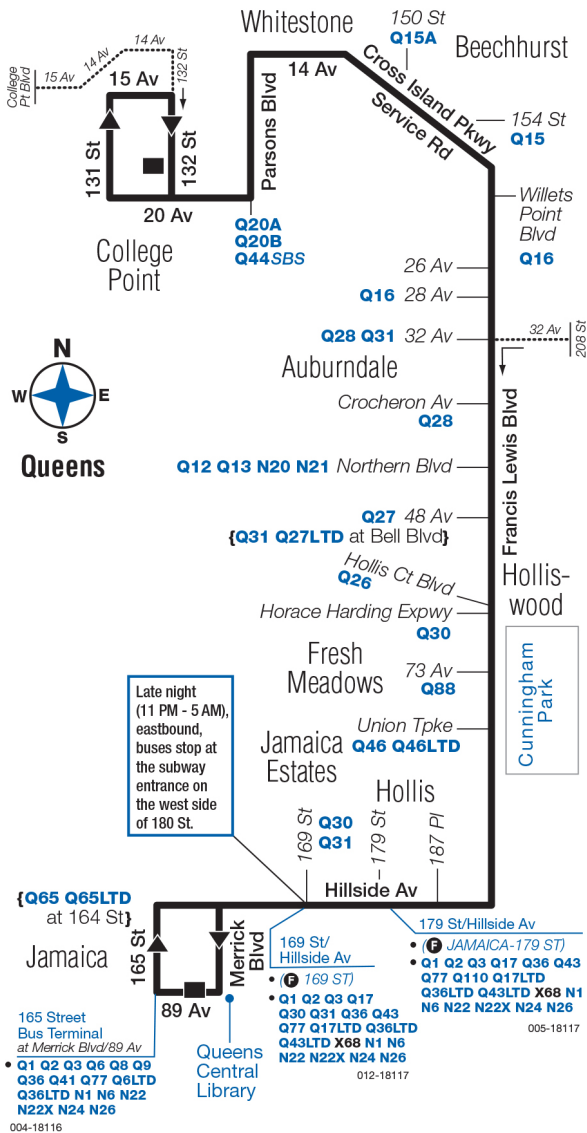 Whitestone
150 St
Q15A
Beechhurst
14 Av
14 Av
15 Av
College
Pt Blvd
132 St
15 Av
131 St
132 St
20 Av
Parsons Blvd
14 Av
Cross Island Pkwy
Service Rd
154 St
Q15
Willets
Point
Blvd
Q16
Q20A
Q20B
Q44SBS
College
Point
26 Av
Q16 28 Av
Q28 Q31 32 Av
32 Av
208 St
Auburndale
N
W
E
S
Queens
Crocheron Av
Q28
Francis Lewis Blvd
Q12 Q13 N20 N21 Northern Blvd
Q27 48 Av
{Q31 Q27LTD at Bell Blvd}
Hollis Ct Blvd
Q26
Hollis-
wood
Horace Harding Expwy
Q30
Fresh
Meadows
73 Av
Q88
Cunningham
Park
Union Tpke
Q46 Q46LTD
Jamaica
Estates
Late night
(11 PM - 5 AM),
eastbound,
buses stop at
the subway
entrance on
the west side
of 180 St.
Hollis
169 St
Q30
Q31
179 St
187 Pl
Hillside Av
{Q65 Q65LTD
at 164 St}
Jamaica
165 St
Merrick
Blvd
89 Av
165 Street
Bus Terminal
at Merrick Blvd/89 Av
• Q1 Q2 Q3 Q6 Q8 Q9
Q36 Q41 Q77 Q6LTD
Q36LTD N1 N6 N22
N22X N24 N26
004-18116
Queens
Central
Library
169 St/
Hillside Av
• (F 169 ST)
• Q1 Q2 Q3 Q17
Q30 Q31 Q36 Q43
Q77 Q17LTD Q36LTD
Q43LTD X68 N1 N6
N22 N22X N24 N26
012-18117
179 St/Hillside Av
• (F JAMAICA-179 ST)
• Q1 Q2 Q3 Q17 Q36 Q43
Q77 Q110 Q17LTD
Q36LTD Q43LTD X68 N1
N6 N22 N22X N24 N26
005-18117